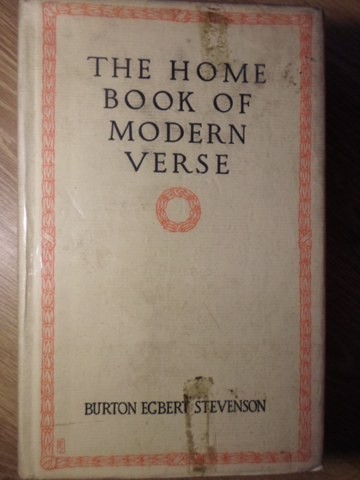 THE HOME
BOOK OF
MODERN
VERSE
BURTON EGBERT STEVENSON